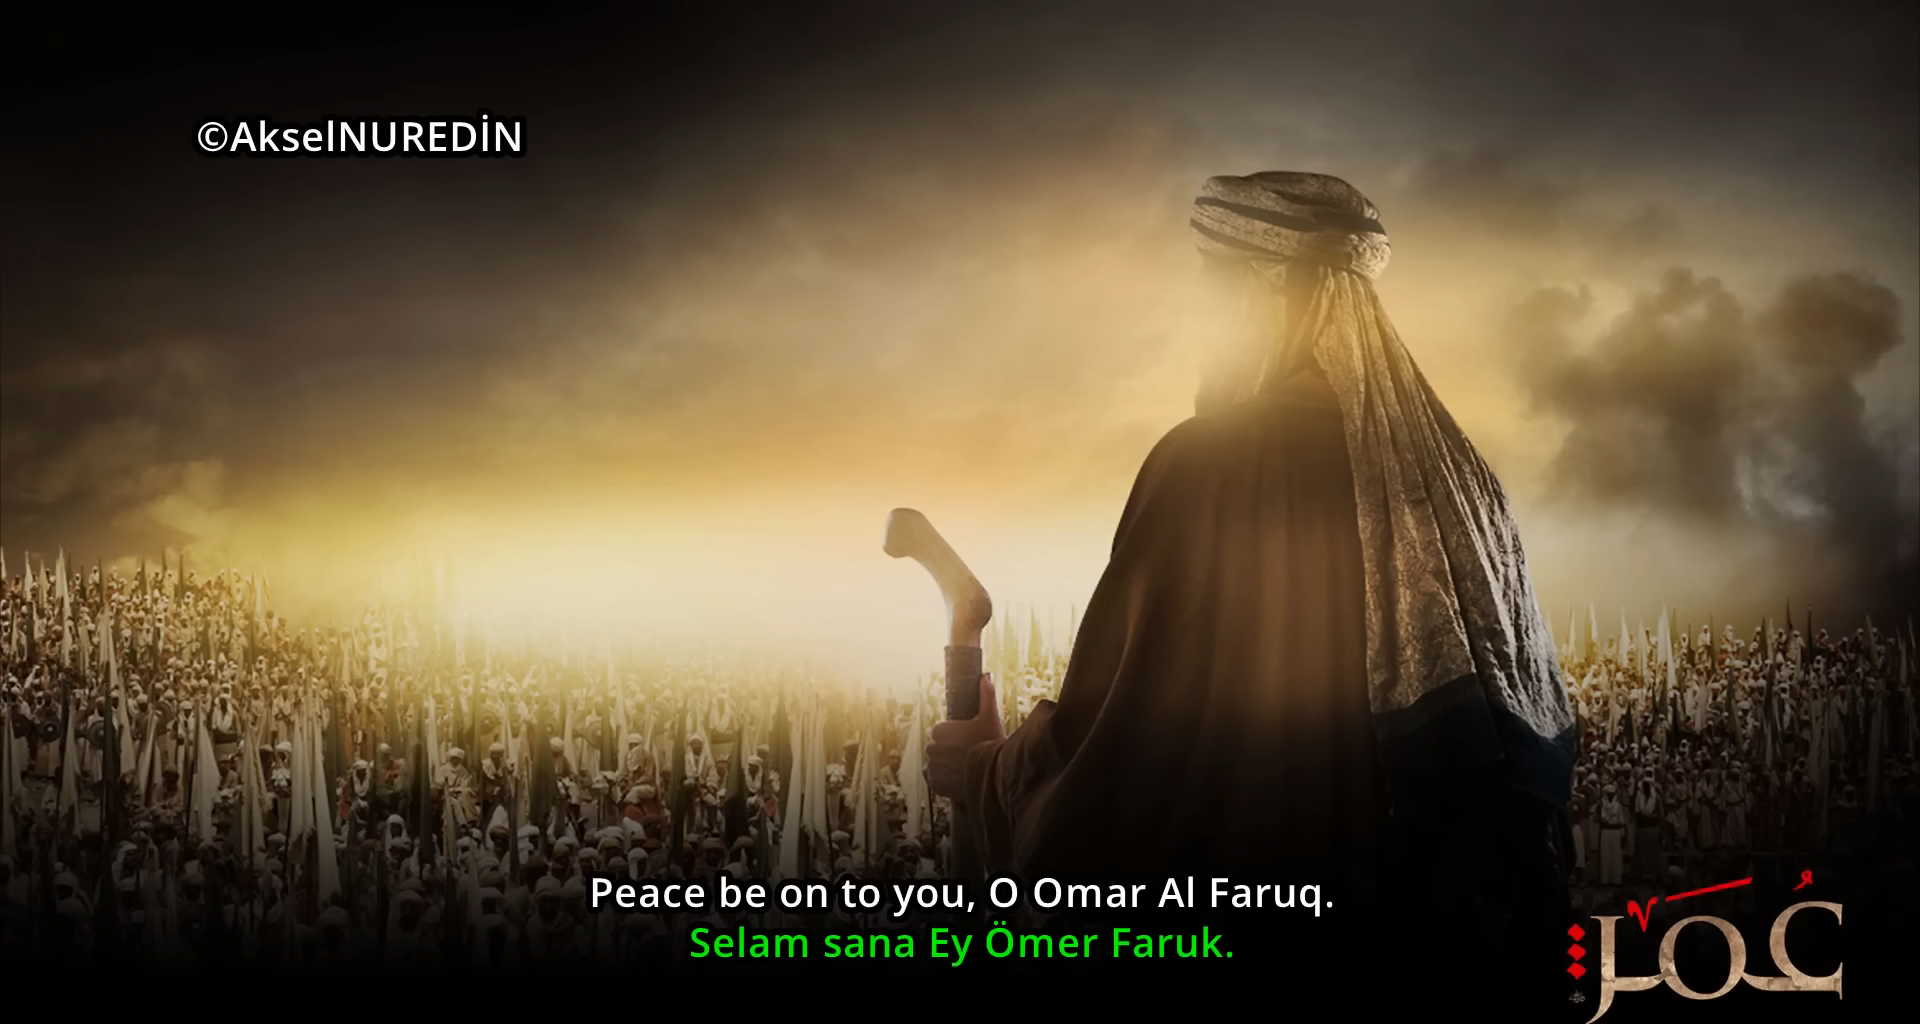 ©AkselNUREDİN
Peace be on to you, O Omar Al Faruq.
Selam sana Ey Ömer Faruk.
عُمَر